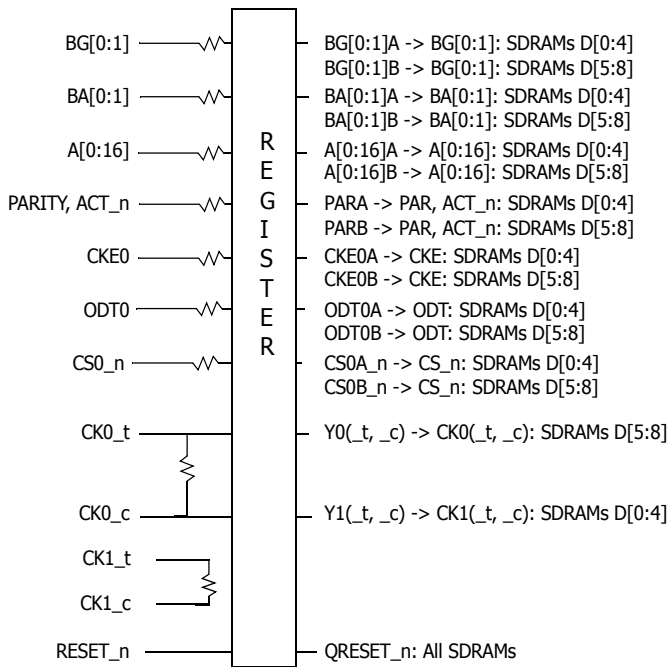 BG[0:1]
BG[0:1]A -> BG[0:1]: SDRAMs D[0:4]
BG[0:1]B -> BG[0:1]: SDRAMs D[5:8]
BA[0:1]
BA[0:1]A -> BA[0:1]: SDRAMs D[0:4]
BA[0:1]B -> BA[0:1]: SDRAMs D[5:8]
A[0:16]
A[0:16]A -> A[0:16]: SDRAMs D[0:4]
A[0:16]B -> A[0:16]: SDRAMs D[5:8]
PARITY, ACT_n
PARA -> PAR, ACT_n: SDRAMs D[0:4]
PARB -> PAR, ACT_n: SDRAMs D[5:8]
CKE0
CKE0A -> CKE: SDRAMs D[0:4]
CKE0B -> CKE: SDRAMs D[5:8]
ODT0
ODT0A -> ODT: SDRAMs D[0:4]
ODT0B -> ODT: SDRAMs D[5:8]
CS0_n
CS0A_n -> CS_n: SDRAMs D[0:4]
CS0B_n -> CS_n: SDRAMs D[5:8]
REGISTER
CK0_t
Y0(_t, _c) -> CK0(_t, _c): SDRAMs D[5:8]
CK0_c
Y1(_t, _c) -> CK1(_t, _c): SDRAMs D[0:4]
CK1_t
CK1_c
RESET_n
QRESET_n: All SDRAMs